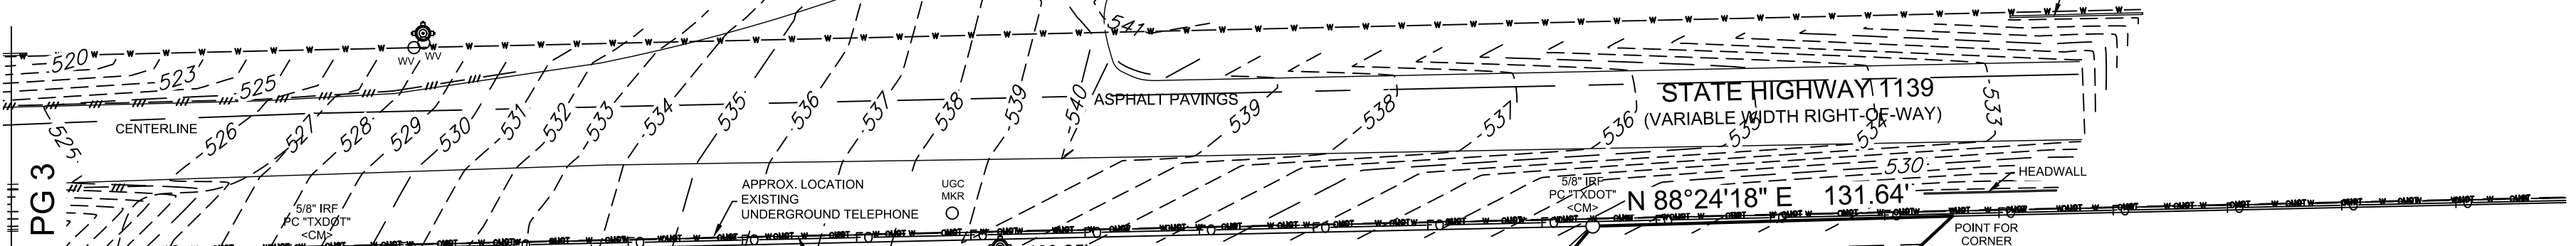 520
523
525
WV
WV
541
CENTERLINE
525
526
527
528
529
530
531
532
533
534
535
536
537
538
539
540
ASPHALT PAVINGS
539
538
537
536
535
534
533
STATE HIGHWAY 1139
(VARIABLE WIDTH RIGHT-OF-WAY)
530
HEADWALL
PG 3
5/8" IRF
PC "TXDOT"
<CM>
APPROX. LOCATION
EXISTING
UNDERGROUND TELEPHONE
UGC
MKR
5/8" IRF
PC "TXDOT"
<CM>
N 88°24'18" E 131.64'
POINT FOR
CORNER